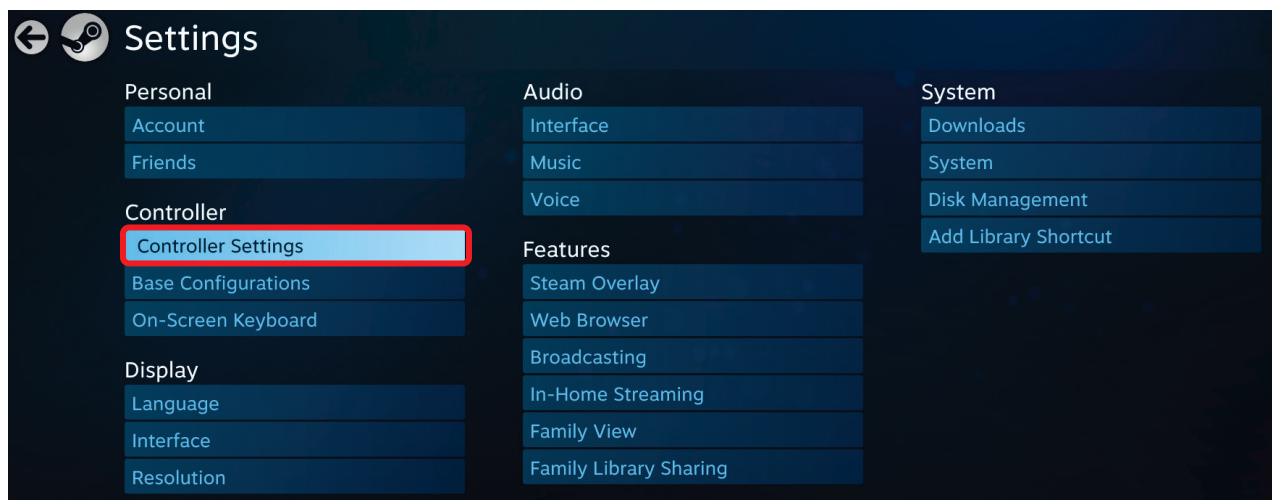 Settings
Personal
Account
Friends
Controller
Controller Settings
Base Configurations
On-Screen Keyboard
Display
Language
Interface
Resolution
Audio
Interface
Music
Voice
Features
Steam Overlay
Web Browser
Broadcasting
In-Home Streaming
Family View
Family Library Sharing
System
Downloads
System
Disk Management
Add Library Shortcut